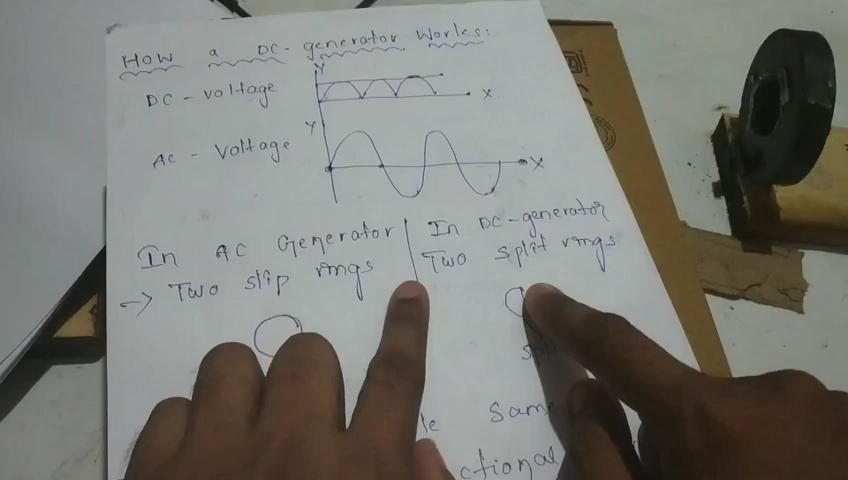 How a DC-generator Works:
Y
DC - Voltage
X
Y
AC - Voltage
X
In AC Generator
→ Two slip rings
In DC-generator
Two split rings
Same